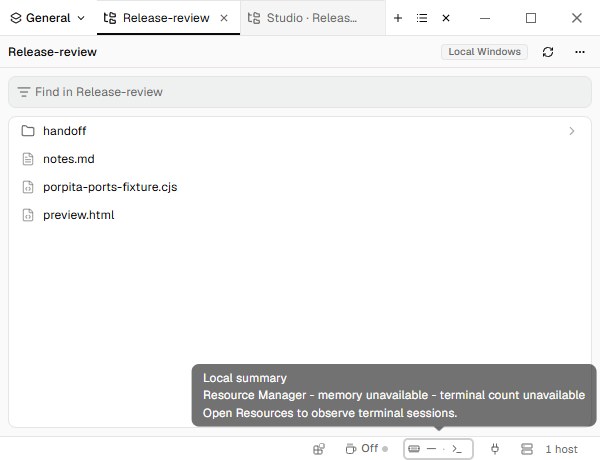 General
Release-review
Studio · Releas...
Release-review
Local Windows
Find in Release-review
handoff
notes.md
porpita-ports-fixture.cjs
preview.html
Local summary
Resource Manager - memory unavailable - terminal count unavailable
Open Resources to observe terminal sessions.
Off
— ·
1 host